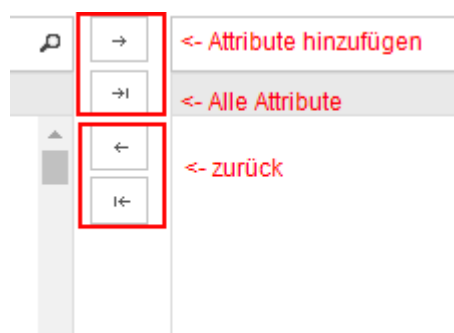 <- Attribute hinzufügen
<- Alle Attribute
<- zurück